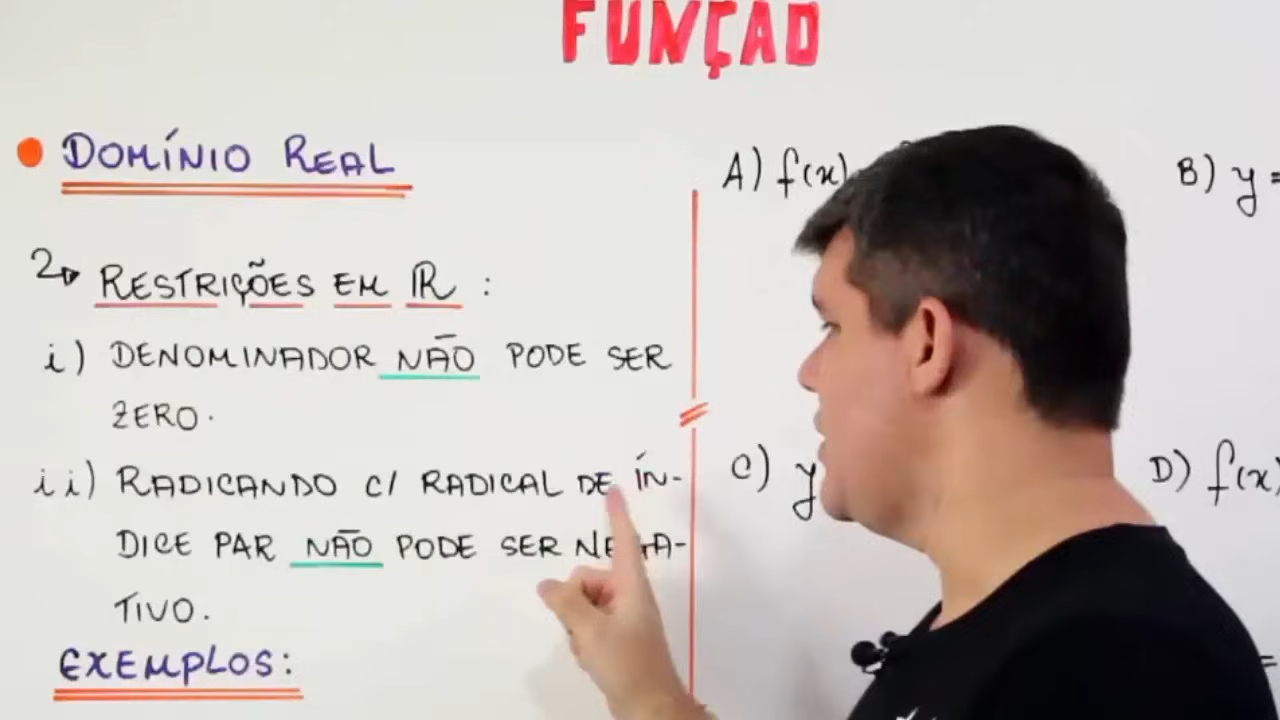 FUNÇÃO
• DOMÍNIO REAL
2▷ RESTRIÇÕES EM ℝ :
i) DENOMINADOR NÃO PODE SER
ZERO.
ii) RADICANDO C/ RADICAL DE ÍN-
DICE PAR NÃO PODE SER NEGA-
TIVO.
EXEMPLOS:
A) f(x)
B) y =
C) y
D) f(x)
=